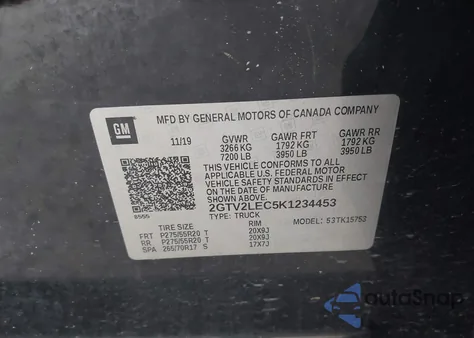 MFD BY GENERAL MOTORS OF CANADA COMPANY
GM
11/19 GVWR GAWR FRT GAWR RR
3266 KG 1792 KG 1792 KG
7200 LB 3950 LB 3950 LB
THIS VEHICLE CONFORMS TO ALL
APPLICABLE U.S. FEDERAL MOTOR
VEHICLE SAFETY STANDARDS IN
EFFECT ON THE DATE OF
MANUFACTURE SHOWN ABOVE.
2GTV2LEC5K1234453
TYPE: TRUCK MODEL: 53TK15753
TIRE SIZE RIM
FRT P275/55R20 T 20X9J
RR P275/55R20 T 20X9J
SPA 265/70R17 T 17X7J
autoSnap